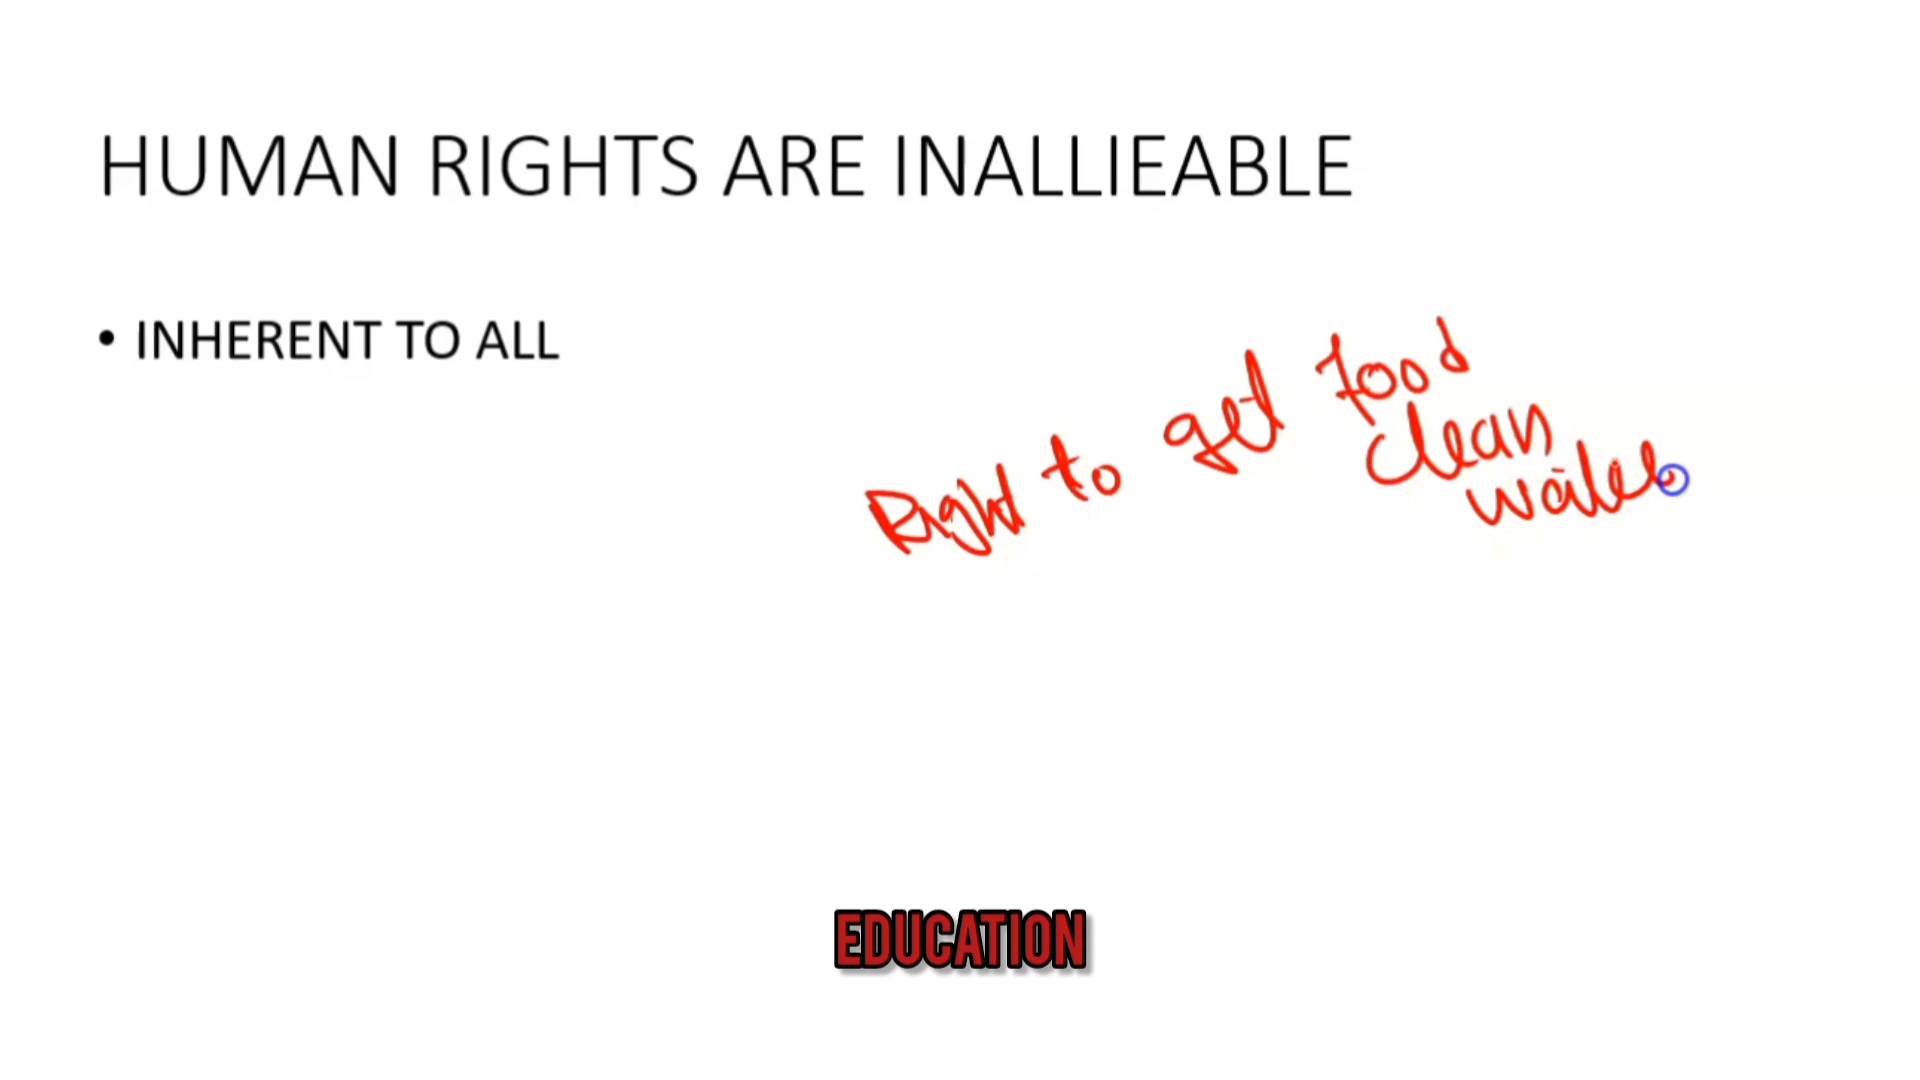 HUMAN RIGHTS ARE INALLIEABLE
• INHERENT TO ALL
Right to get food
clean
water
EDUCATION